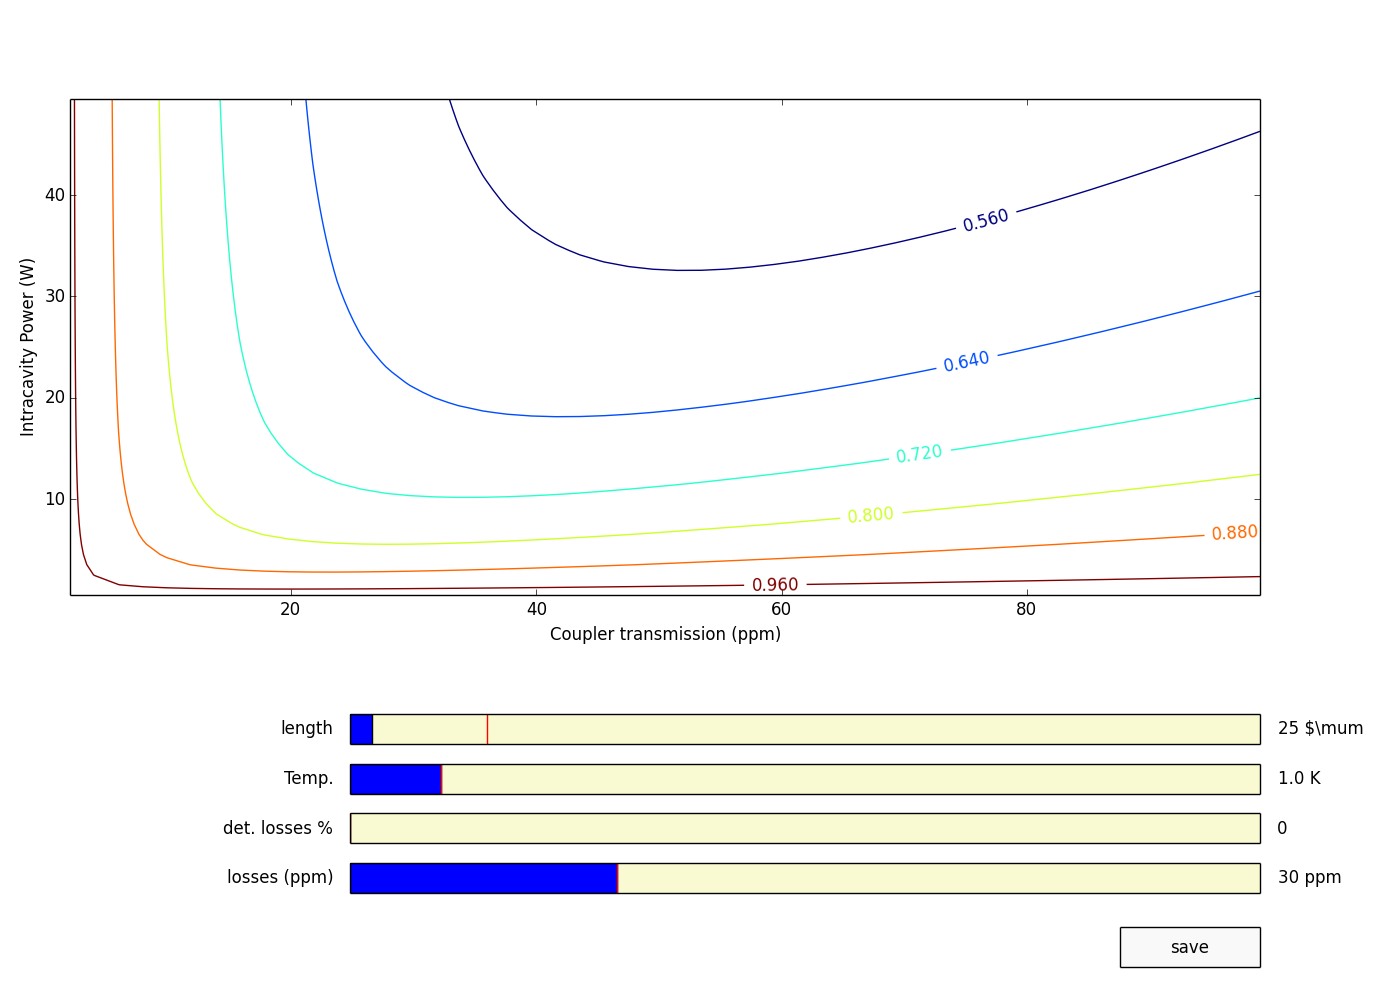 Intracavity Power (W)
40
30
20
10
0.560
0.640
0.720
0.800
0.880
0.960
20 40 60 80
Coupler transmission (ppm)
length 25 $\mum
Temp. 1.0 K
det. losses % 0
losses (ppm) 30 ppm
save